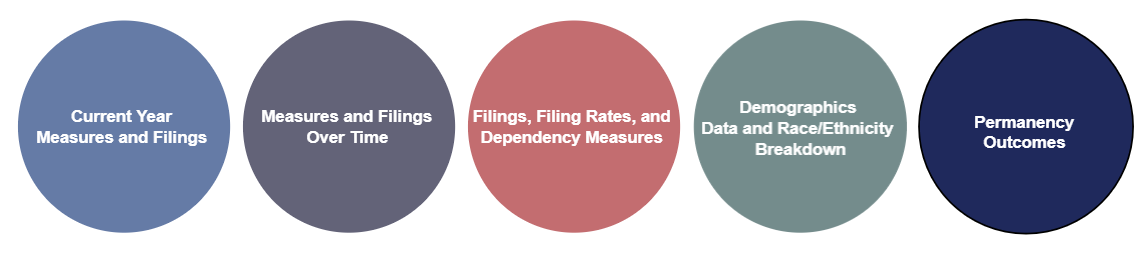 Current Year
Measures and Filings
Measures and Filings
Over Time
Filings, Filing Rates, and
Dependency Measures
Demographics
Data and Race/Ethnicity
Breakdown
Permanency
Outcomes